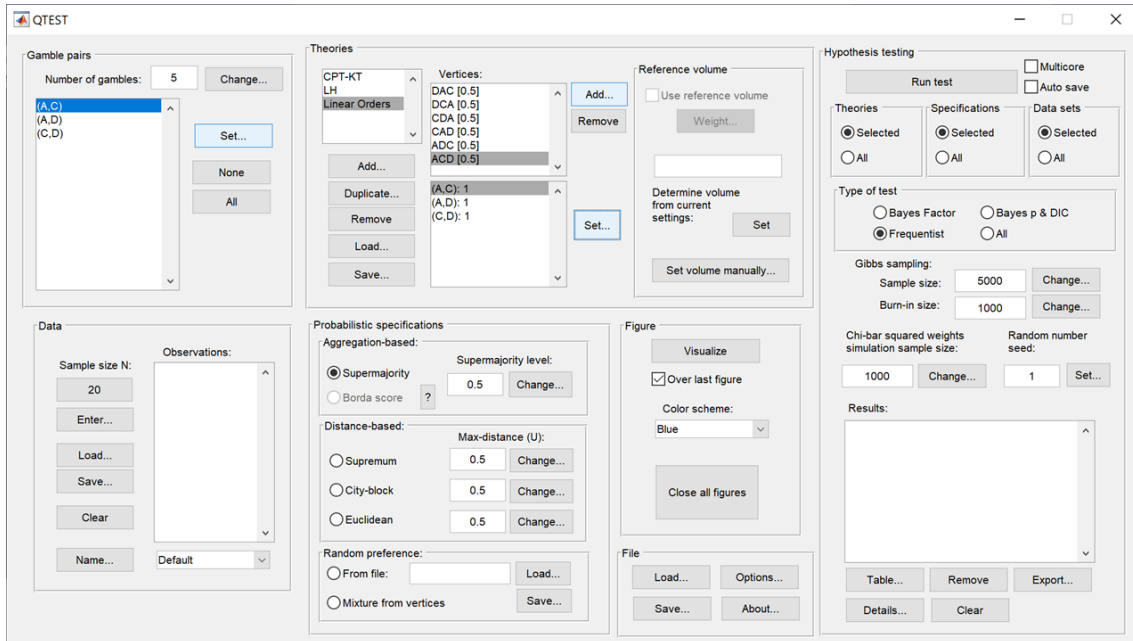 QTEST
Gamble pairs
Number of gambles: 5 Change...
(A,C)
(A,D)
(C,D)
Set...
None
All
Theories
CPT-KT
LH
Linear Orders
Add...
Duplicate...
Remove
Load...
Save...
Vertices:
DAC [0.5]
DCA [0.5]
CDA [0.5]
CAD [0.5]
ADC [0.5]
ACD [0.5]
Add...
Remove
(A,C): 1
(A,D): 1
(C,D): 1
Set...
Reference volume
Use reference volume
Weight...
Determine volume
from current
settings:
Set
Set volume manually...
Hypothesis testing
Run test
Multicore
Auto save
Theories
Selected
All
Specifications
Selected
All
Data sets
Selected
All
Type of test
Bayes Factor Bayes p & DIC
Frequentist All
Gibbs sampling:
Sample size: 5000 Change...
Burn-in size: 1000 Change...
Chi-bar squared weights
simulation sample size:
1000 Change...
Random number
seed:
1 Set...
Results:
Table... Remove Export...
Details... Clear
Data
Sample size N:
20
Enter...
Load...
Save...
Clear
Name...
Observations:
Default
Probabilistic specifications
Aggregation-based:
Supermajority
Borda score ?
Supermajority level:
0.5 Change...
Distance-based:
Max-distance (U):
Supremum 0.5 Change...
City-block 0.5 Change...
Euclidean 0.5 Change...
Random preference:
From file: Load...
Mixture from vertices Save...
Figure
Visualize
Over last figure
Color scheme:
Blue
Close all figures
File
Load... Options...
Save... About...